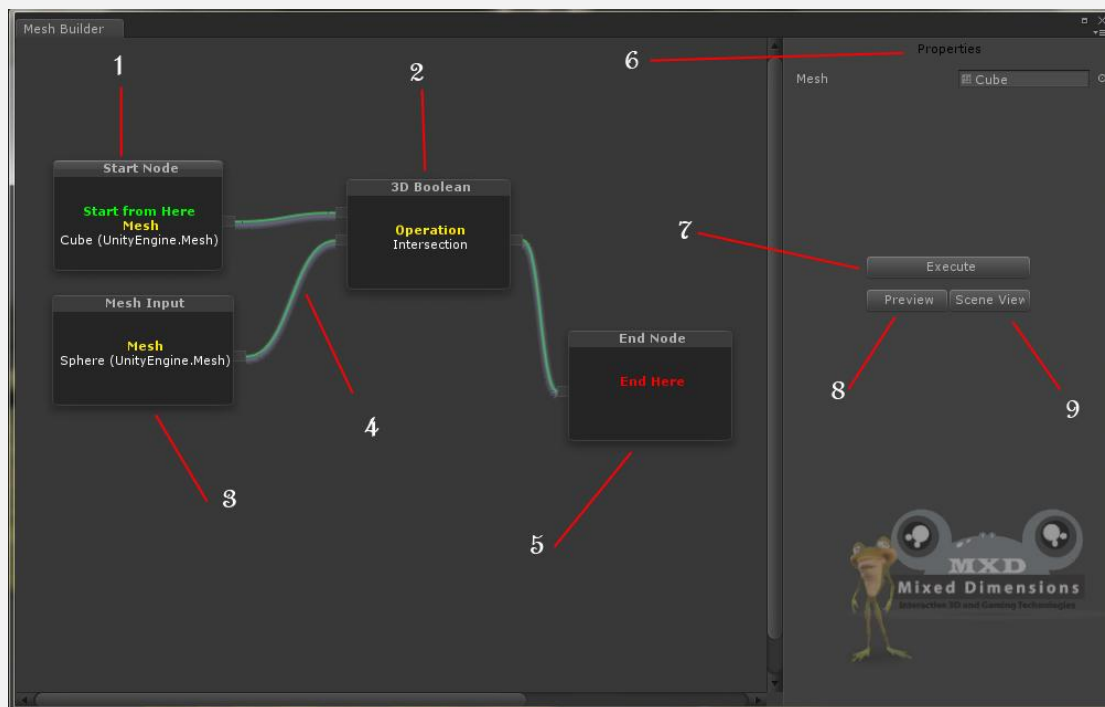 Mesh Builder
1
2
6
Properties
Mesh
Cube
Start Node
Start from Here
Mesh
Cube (UnityEngine.Mesh)
3D Boolean
Operation
Intersection
7
Execute
Preview
Scene View
Mesh Input
Mesh
Sphere (UnityEngine.Mesh)
End Node
End Here
4
3
5
8
9
MXD
Mixed Dimensions
Interactive 3D and Gaming Technologies